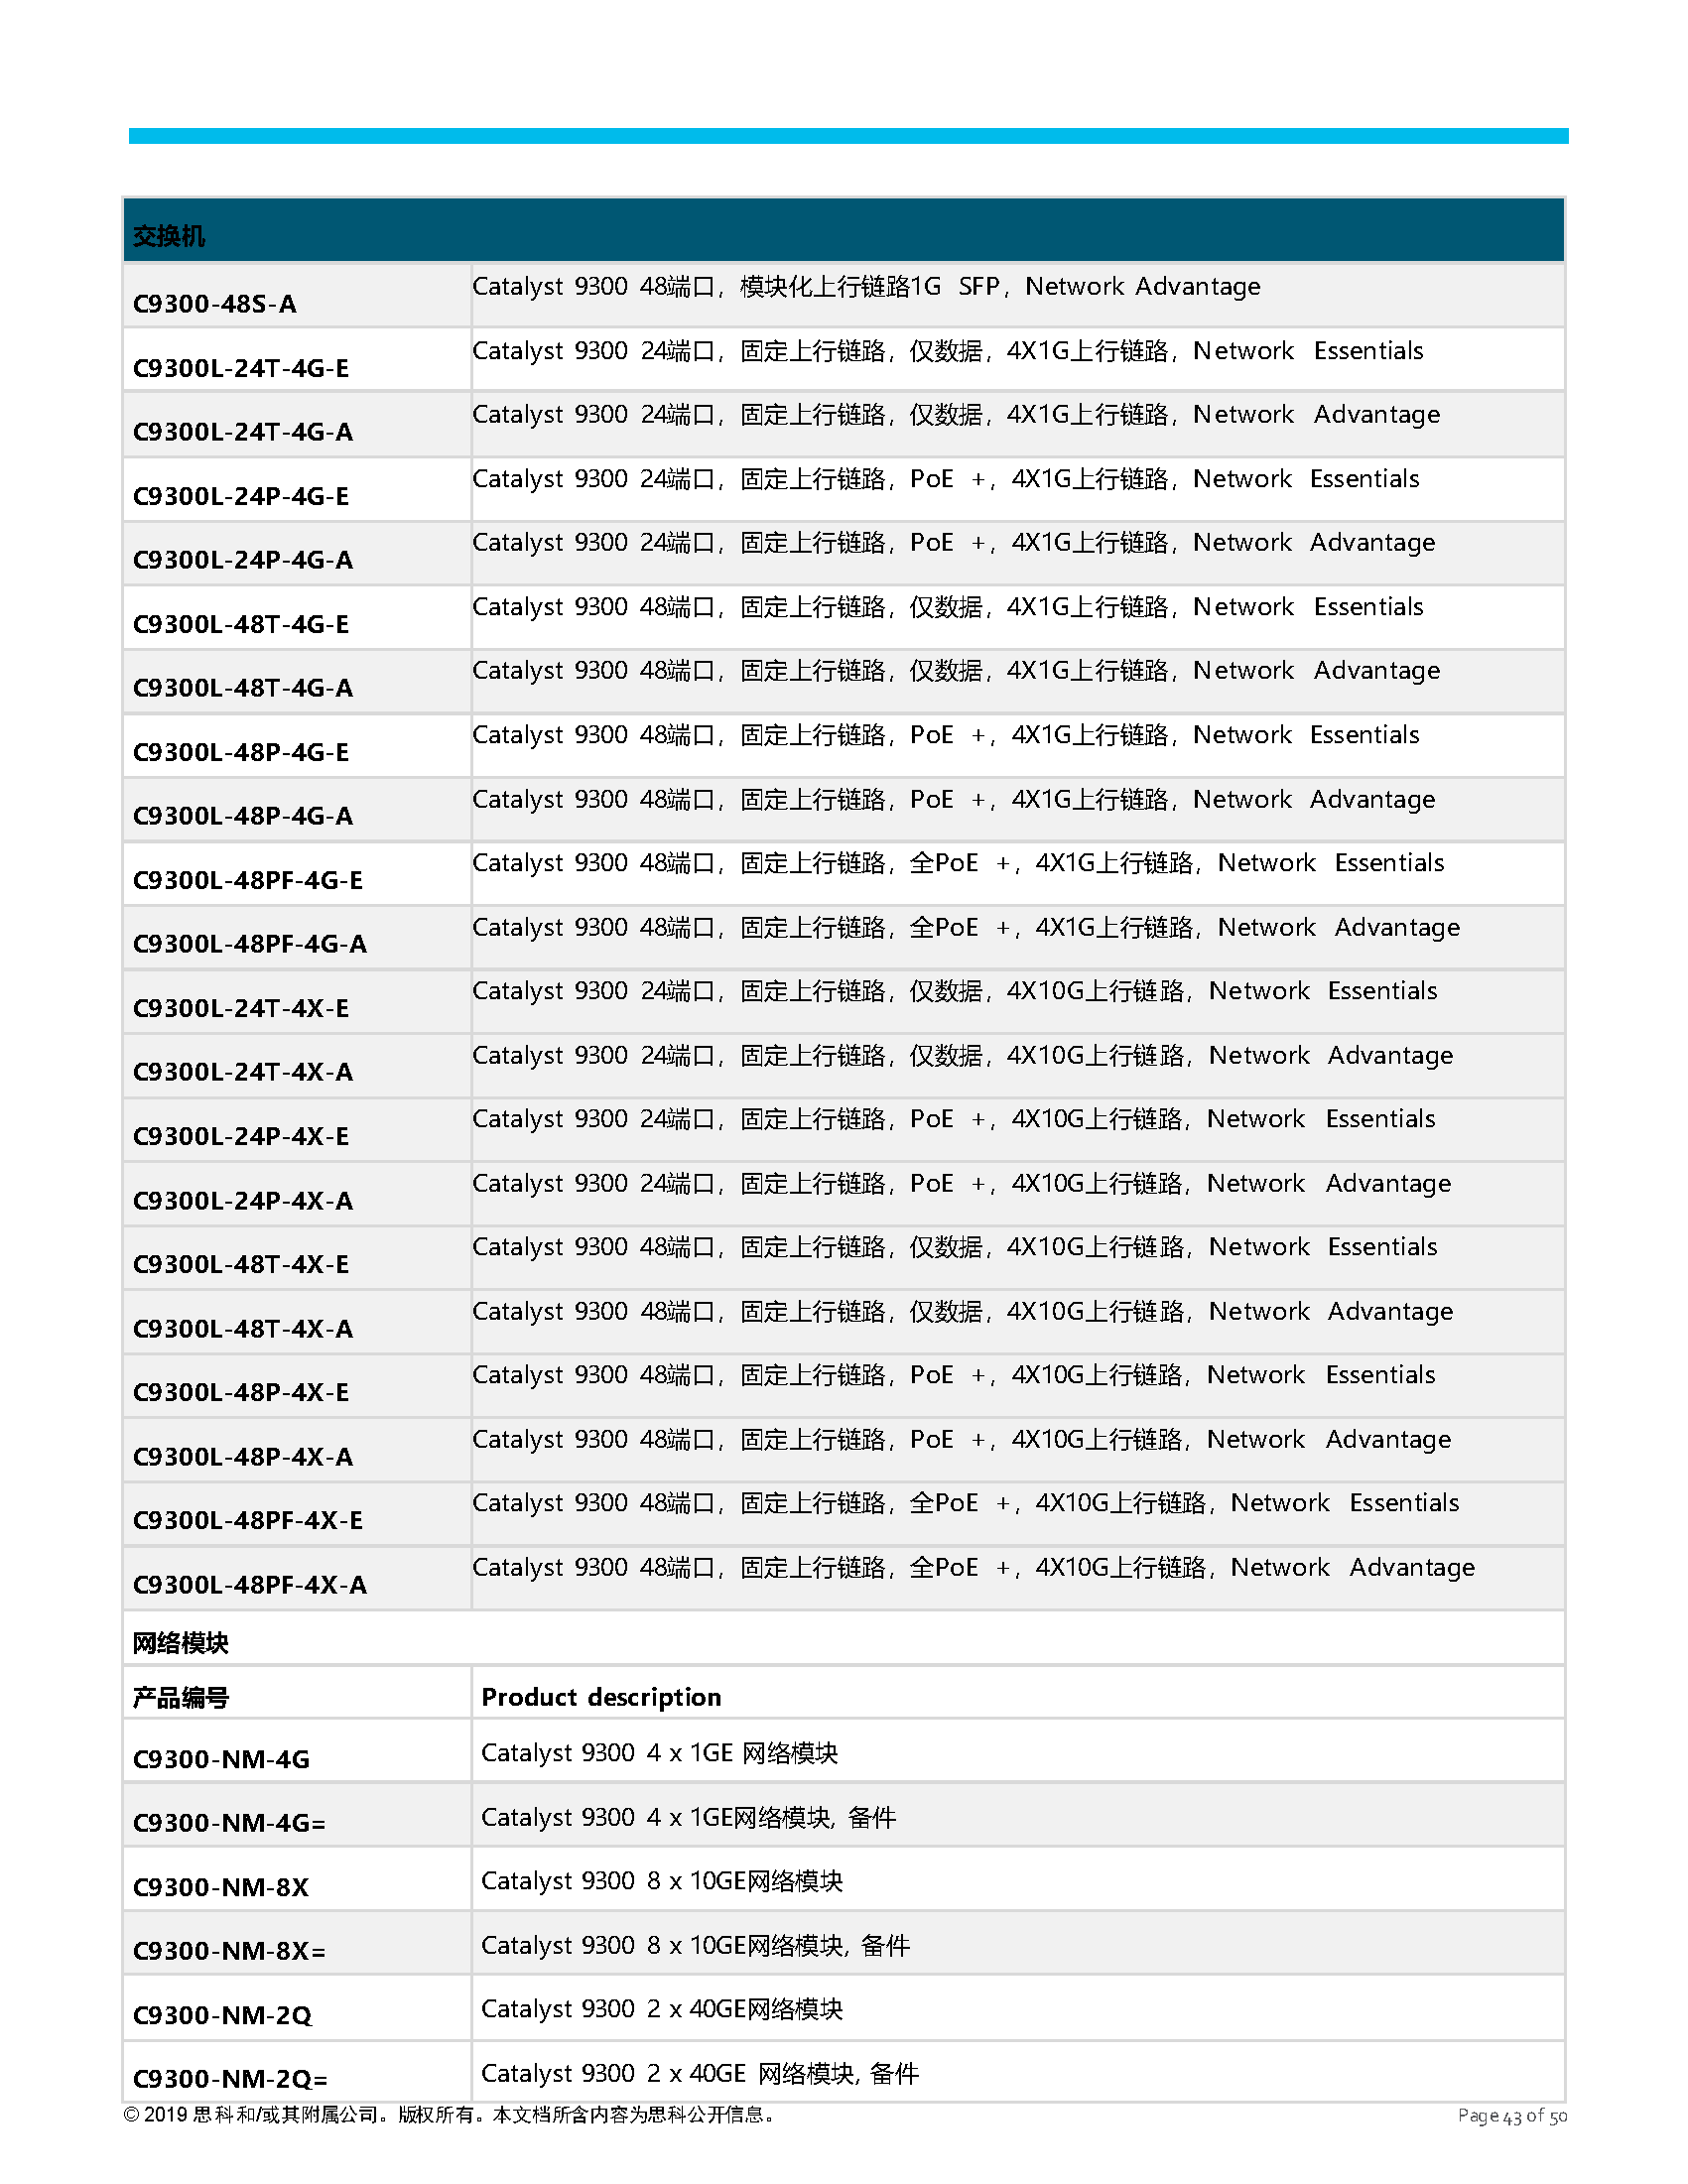 交换机
C9300-48S-A Catalyst 9300 48端口，模块化上行链路1G SFP，Network Advantage
C9300L-24T-4G-E Catalyst 9300 24端口，固定上行链路，仅数据，4X1G上行链路，Network Essentials
C9300L-24T-4G-A Catalyst 9300 24端口，固定上行链路，仅数据，4X1G上行链路，Network Advantage
C9300L-24P-4G-E Catalyst 9300 24端口，固定上行链路，PoE +，4X1G上行链路，Network Essentials
C9300L-24P-4G-A Catalyst 9300 24端口，固定上行链路，PoE +，4X1G上行链路，Network Advantage
C9300L-48T-4G-E Catalyst 9300 48端口，固定上行链路，仅数据，4X1G上行链路，Network Essentials
C9300L-48T-4G-A Catalyst 9300 48端口，固定上行链路，仅数据，4X1G上行链路，Network Advantage
C9300L-48P-4G-E Catalyst 9300 48端口，固定上行链路，PoE +，4X1G上行链路，Network Essentials
C9300L-48P-4G-A Catalyst 9300 48端口，固定上行链路，PoE +，4X1G上行链路，Network Advantage
C9300L-48PF-4G-E Catalyst 9300 48端口，固定上行链路，全PoE +，4X1G上行链路，Network Essentials
C9300L-48PF-4G-A Catalyst 9300 48端口，固定上行链路，全PoE +，4X1G上行链路，Network Advantage
C9300L-24T-4X-E Catalyst 9300 24端口，固定上行链路，仅数据，4X10G上行链路，Network Essentials
C9300L-24T-4X-A Catalyst 9300 24端口，固定上行链路，仅数据，4X10G上行链路，Network Advantage
C9300L-24P-4X-E Catalyst 9300 24端口，固定上行链路，PoE +，4X10G上行链路，Network Essentials
C9300L-24P-4X-A Catalyst 9300 24端口，固定上行链路，PoE +，4X10G上行链路，Network Advantage
C9300L-48T-4X-E Catalyst 9300 48端口，固定上行链路，仅数据，4X10G上行链路，Network Essentials
C9300L-48T-4X-A Catalyst 9300 48端口，固定上行链路，仅数据，4X10G上行链路，Network Advantage
C9300L-48P-4X-E Catalyst 9300 48端口，固定上行链路，PoE +，4X10G上行链路，Network Essentials
C9300L-48P-4X-A Catalyst 9300 48端口，固定上行链路，PoE +，4X10G上行链路，Network Advantage
C9300L-48PF-4X-E Catalyst 9300 48端口，固定上行链路，全PoE +，4X10G上行链路，Network Essentials
C9300L-48PF-4X-A Catalyst 9300 48端口，固定上行链路，全PoE +，4X10G上行链路，Network Advantage
网络模块
产品编号 Product description
C9300-NM-4G Catalyst 9300 4 x 1GE 网络模块
C9300-NM-4G= Catalyst 9300 4 x 1GE网络模块, 备件
C9300-NM-8X Catalyst 9300 8 x 10GE网络模块
C9300-NM-8X= Catalyst 9300 8 x 10GE网络模块, 备件
C9300-NM-2Q Catalyst 9300 2 x 40GE网络模块
C9300-NM-2Q= Catalyst 9300 2 x 40GE 网络模块, 备件
© 2019 思科和/或其附属公司。版权所有。本文档所含内容为思科公开信息。 Page 43 of 50